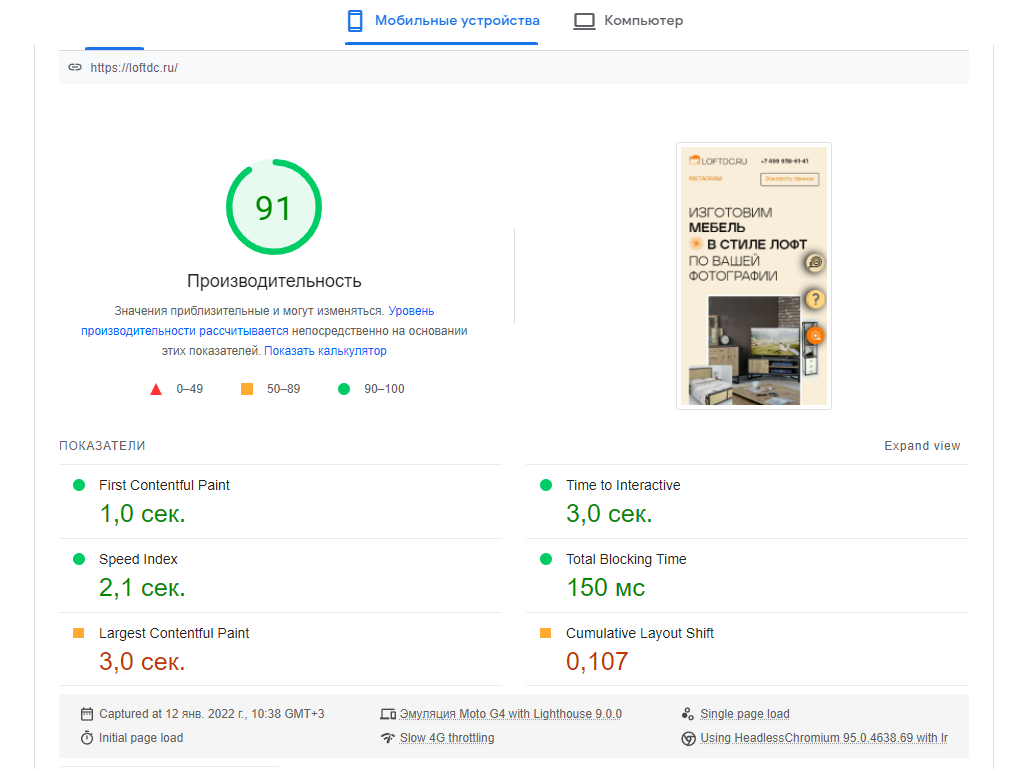 Мобильные устройства
Компьютер
https://loftdc.ru/
91
Производительность
Значения приблизительные и могут изменяться. Уровень
производительности рассчитывается непосредственно на основании
этих показателей. Показать калькулятор
0–49
50–89
90–100
LOFTDC.RU
+7 499 938-61-41
INSTAGRAM
Заказать звонок
ИЗГОТОВИМ
МЕБЕЛЬ
В СТИЛЕ ЛОФТ
ПО ВАШЕЙ
ФОТОГРАФИИ
?
ПОКАЗАТЕЛИ
Expand view
First Contentful Paint
1,0 сек.
Time to Interactive
3,0 сек.
Speed Index
2,1 сек.
Total Blocking Time
150 мс
Largest Contentful Paint
3,0 сек.
Cumulative Layout Shift
0,107
Captured at 12 янв. 2022 г., 10:38 GMT+3
Эмуляция Moto G4 with Lighthouse 9.0.0
Single page load
Initial page load
Slow 4G throttling
Using HeadlessChromium 95.0.4638.69 with lr